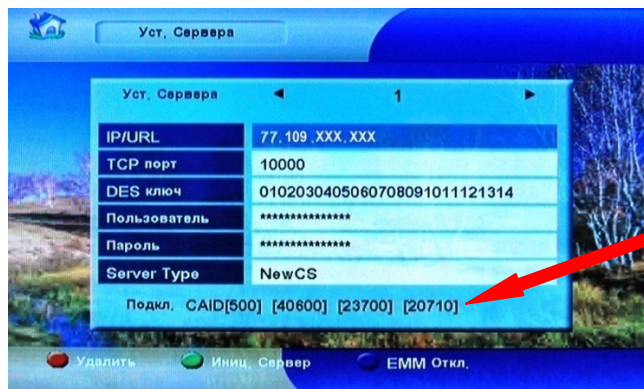 Уст. Сервера
Уст. Сервера 1
IP/URL 77.109.XXX.XXX
TCP порт 10000
DES ключ 0102030405060708091011121314
Пользователь ***************
Пароль ***************
Server Type NewCS
Подкл. CAID[500] [40600] [23700] [20710]
Удалить Иниц. Сервер EMM Откл.